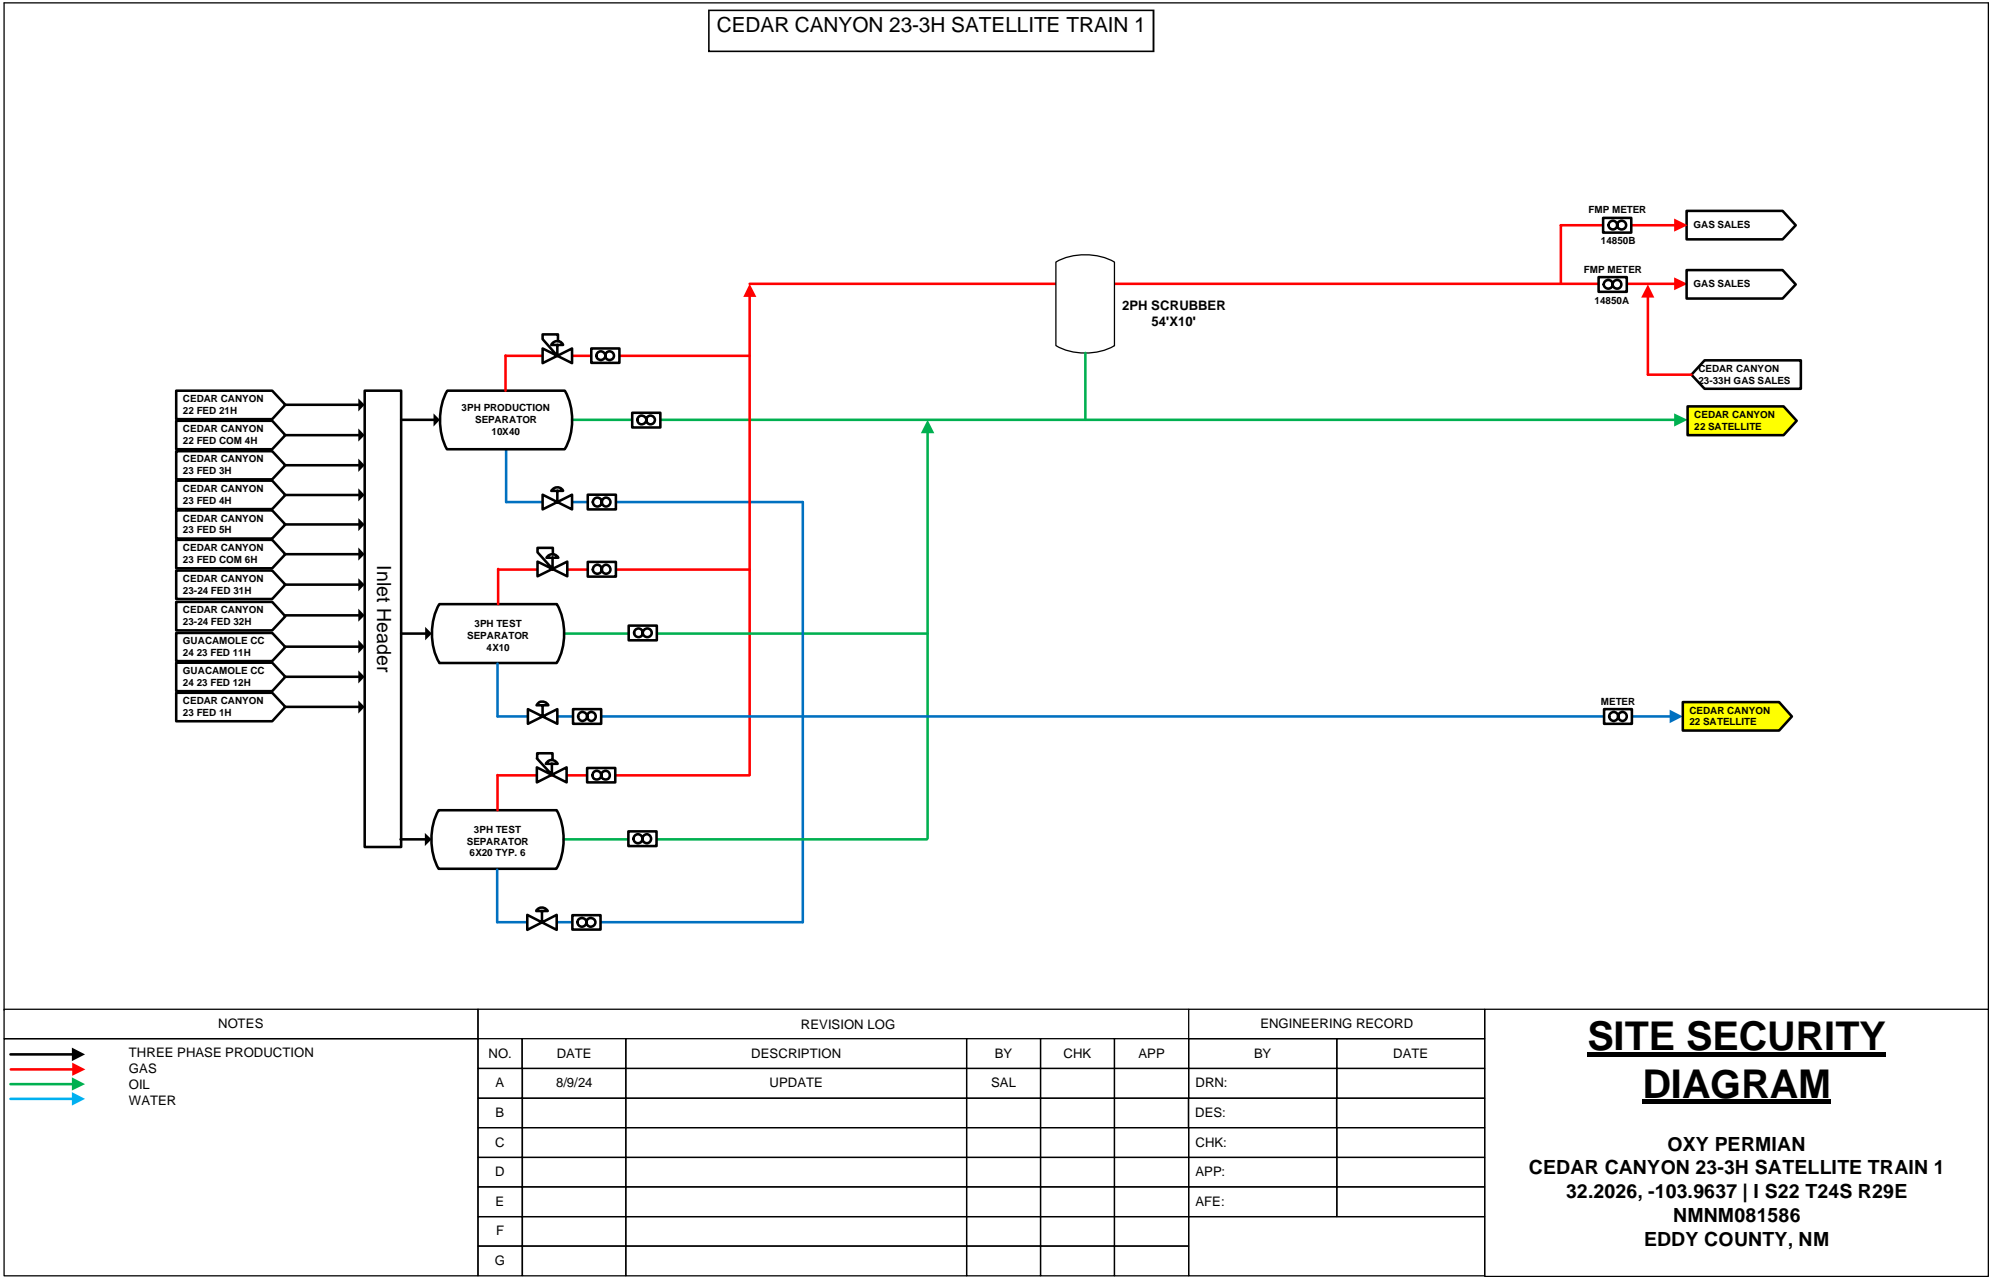 CEDAR CANYON 23-3H SATELLITE TRAIN 1
FMP METER
14850B
GAS SALES
FMP METER
14850A
GAS SALES
2PH SCRUBBER
54'X10'
CEDAR CANYON
23-33H GAS SALES
CEDAR CANYON
22 SATELLITE
CEDAR CANYON
22 FED 21H
CEDAR CANYON
22 FED COM 4H
CEDAR CANYON
23 FED 3H
CEDAR CANYON
23 FED 4H
CEDAR CANYON
23 FED 5H
CEDAR CANYON
23 FED COM 6H
CEDAR CANYON
23-24 FED 31H
CEDAR CANYON
23-24 FED 32H
GUACAMOLE CC
24 23 FED 11H
GUACAMOLE CC
24 23 FED 12H
CEDAR CANYON
23 FED 1H
Inlet Header
3PH PRODUCTION
SEPARATOR
10X40
3PH TEST
SEPARATOR
4X10
3PH TEST
SEPARATOR
6X20 TYP. 6
METER
CEDAR CANYON
22 SATELLITE
NOTES
THREE PHASE PRODUCTION
GAS
OIL
WATER
REVISION LOG
NO. DATE DESCRIPTION BY CHK APP
A 8/9/24 UPDATE SAL
B
C
D
E
F
G
ENGINEERING RECORD
BY DATE
DRN:
DES:
CHK:
APP:
AFE:
SITE SECURITY
DIAGRAM
OXY PERMIAN
CEDAR CANYON 23-3H SATELLITE TRAIN 1
32.2026, -103.9637 | I S22 T24S R29E
NMNM081586
EDDY COUNTY, NM